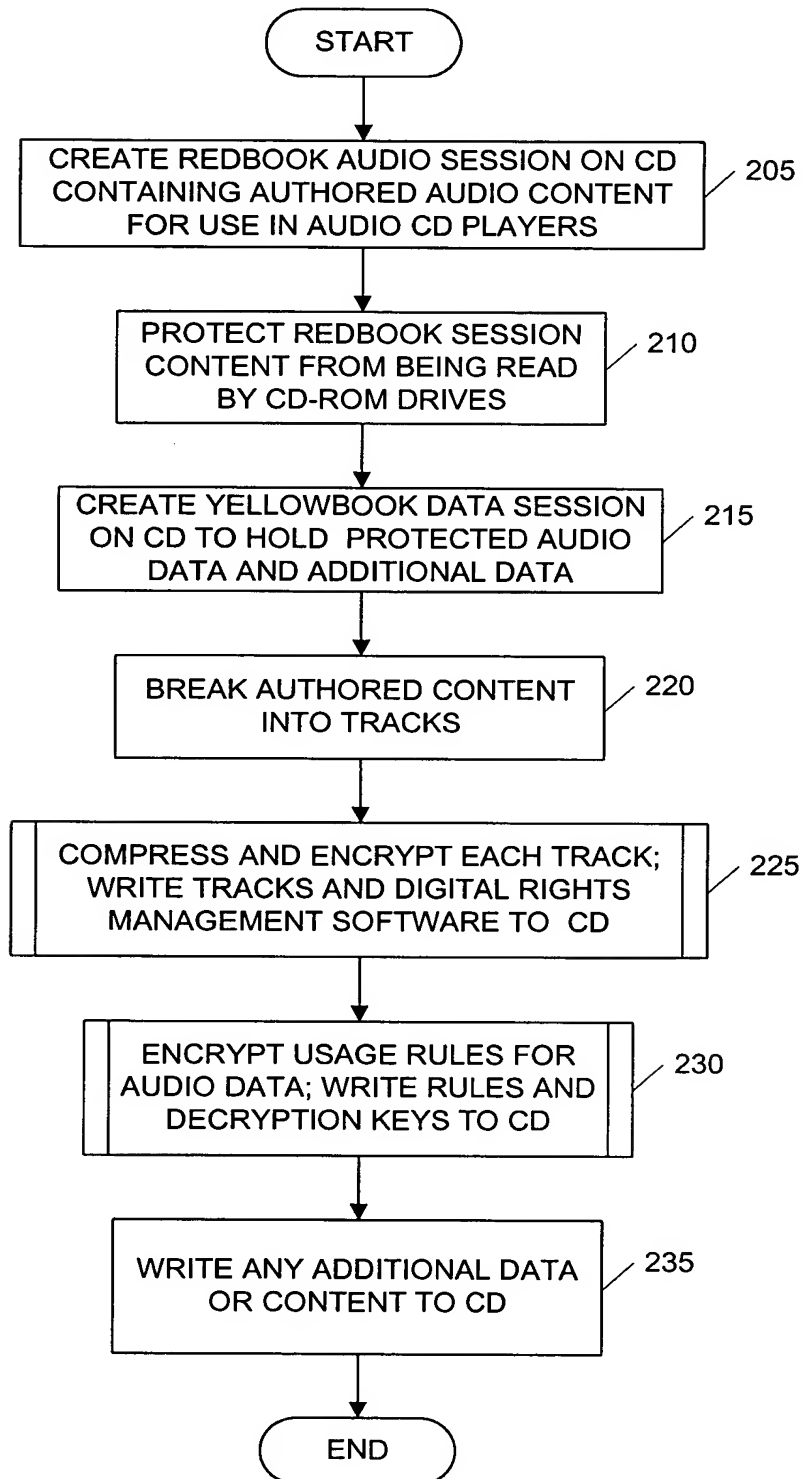 START
CREATE REDBOOK AUDIO SESSION ON CD
CONTAINING AUTHORED AUDIO CONTENT
FOR USE IN AUDIO CD PLAYERS
205
PROTECT REDBOOK SESSION
CONTENT FROM BEING READ
BY CD-ROM DRIVES
210
CREATE YELLOWBOOK DATA SESSION
ON CD TO HOLD PROTECTED AUDIO
DATA AND ADDITIONAL DATA
215
BREAK AUTHORED CONTENT
INTO TRACKS
220
COMPRESS AND ENCRYPT EACH TRACK;
WRITE TRACKS AND DIGITAL RIGHTS
MANAGEMENT SOFTWARE TO CD
225
ENCRYPT USAGE RULES FOR
AUDIO DATA; WRITE RULES AND
DECRYPTION KEYS TO CD
230
WRITE ANY ADDITIONAL DATA
OR CONTENT TO CD
235
END